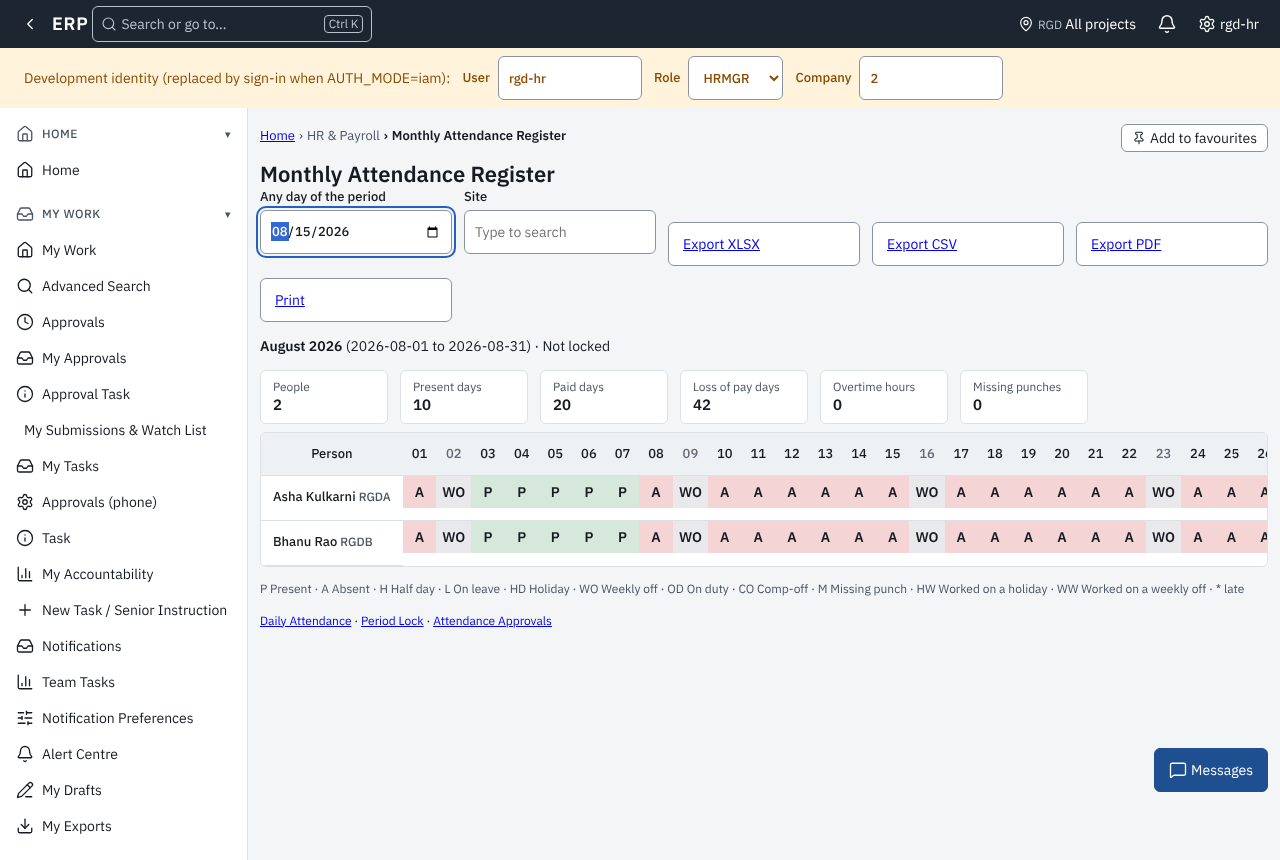 ERP
Search or go to...
Ctrl K
RGD All projects
rgd-hr
Development identity (replaced by sign-in when AUTH_MODE=iam):
User
rgd-hr
Role
HRMGR
Company
2
HOME
Home
MY WORK
My Work
Advanced Search
Approvals
My Approvals
Approval Task
My Submissions & Watch List
My Tasks
Approvals (phone)
Task
My Accountability
New Task / Senior Instruction
Notifications
Team Tasks
Notification Preferences
Alert Centre
My Drafts
My Exports
Home › HR & Payroll › Monthly Attendance Register
Add to favourites
Monthly Attendance Register
Any day of the period
Site
08/15/2026
Type to search
Export XLSX
Export CSV
Export PDF
Print
August 2026 (2026-08-01 to 2026-08-31) · Not locked
People
2
Present days
10
Paid days
20
Loss of pay days
42
Overtime hours
0
Missing punches
0
Person 01 02 03 04 05 06 07 08 09 10 11 12 13 14 15 16 17 18 19 20 21 22 23 24 25
Asha Kulkarni RGDA A WO P P P P P A WO A A A A A A WO A A A A A A WO A A A
Bhanu Rao RGDB A WO P P P P P A WO A A A A A A WO A A A A A A WO A A A
P Present · A Absent · H Half day · L On leave · HD Holiday · WO Weekly off · OD On duty · CO Comp-off · M Missing punch · HW Worked on a holiday · WW Worked on a weekly off · * late
Daily Attendance · Period Lock · Attendance Approvals
Messages